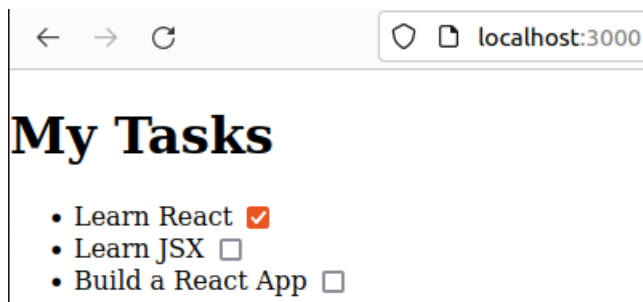 localhost:3000
My Tasks
• Learn React
• Learn JSX
• Build a React App